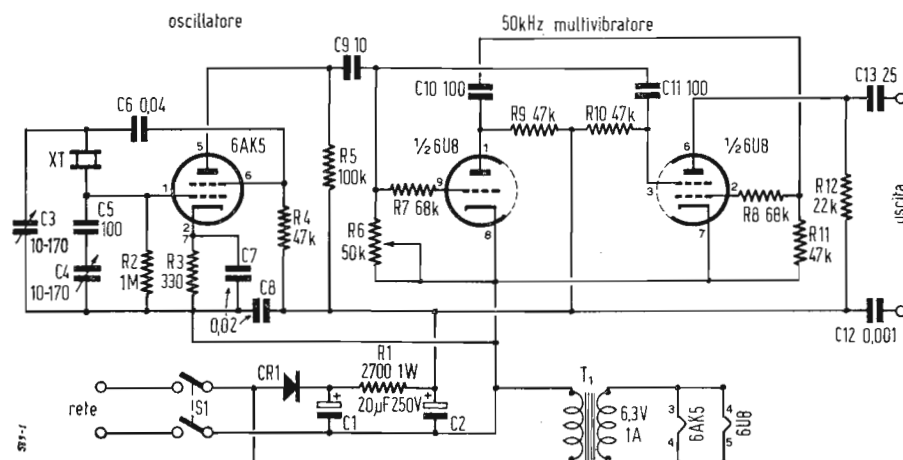 oscillatore
50kHz multivibratore
C9 10
C10 100
C11 100
C13 25
C6 0,04
R9 47k
R10 47k
XT
5
6AK5
6
1
2
7
R5
100k
1
½6U8
9
8
6
½6U8
3
2
7
C3
10-170
C5
100
C4
10-170
R2
1M
R3
330
C7
C8
0,02
R4
47k
R7 68k
R6
50k
R8 68k
R11
47k
R12
22k
uscita
C12 0,001
rete
S1
CR1
R1
2700 1W
20µF 250V
+
+
C1
C2
T1
6,3V
1A
3
4
6AK5
4
5
6U8